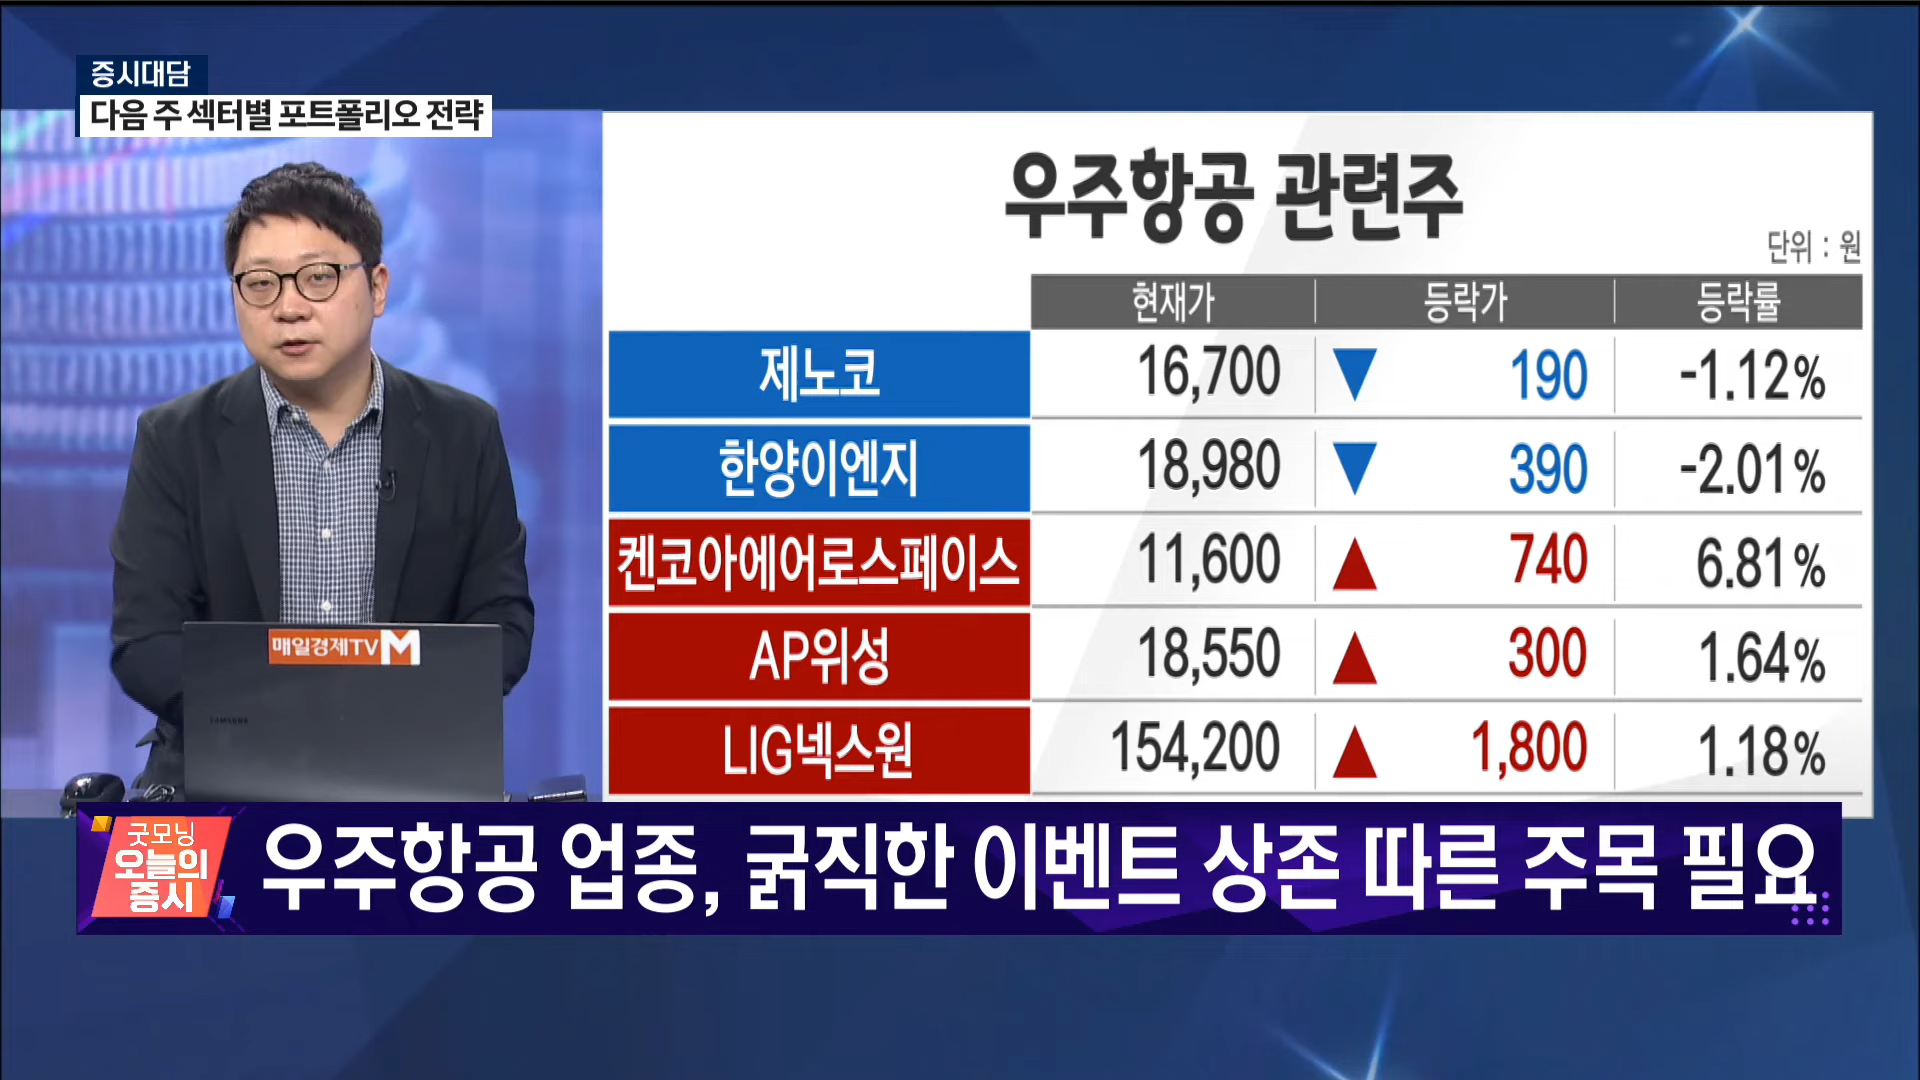 증시대담
다음 주 섹터별 포트폴리오 전략
우주항공 관련주
단위 : 원
현재가 등락가 등락률
제노코 16,700 ▼ 190 -1.12%
한양이엔지 18,980 ▼ 390 -2.01%
켄코아에어로스페이스 11,600 ▲ 740 6.81%
AP위성 18,550 ▲ 300 1.64%
LIG넥스원 154,200 ▲ 1,800 1.18%
매일경제TV M
SAMSUNG
굿모닝
오늘의
증시
우주항공 업종, 굵직한 이벤트 상존 따른 주목 필요